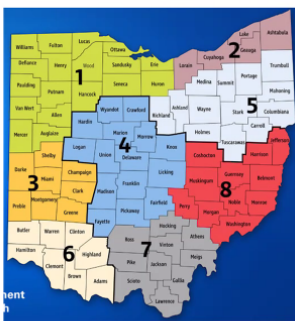 Williams
Fulton
Lucas
Ottawa
Defiance
Henry
Wood
Sandusky
Erie
1
Paulding
Putnam
Hancock
Seneca
Huron
Van Wert
Allen
Mercer
Auglaize
Lake
Ashtabula
2
Geauga
Lorain
Cuyahoga
Trumbull
Medina
Summit
Portage
Mahoning
Richland
Ashland
Wayne
Stark
5
Holmes
Carroll
Tuscarawas
Hardin
Wyandot
Crawford
Marion
Morrow
4
Logan
Union
Delaware
Knox
Licking
Madison
Franklin
Fairfield
Pickaway
Fayette
Shelby
Darke
Miami
Champaign
3
Clark
Preble
Montgomery
Greene
Coshocton
Harrison
Jefferson
Muskingum
Guernsey
Belmont
8
Perry
Noble
Monroe
Morgan
Washington
Butler
Warren
Clinton
Hamilton
6
Highland
Clermont
Brown
Adams
Ross
Hocking
Athens
7
Vinton
Pike
Jackson
Meigs
Scioto
Gallia
Lawrence
ment
h